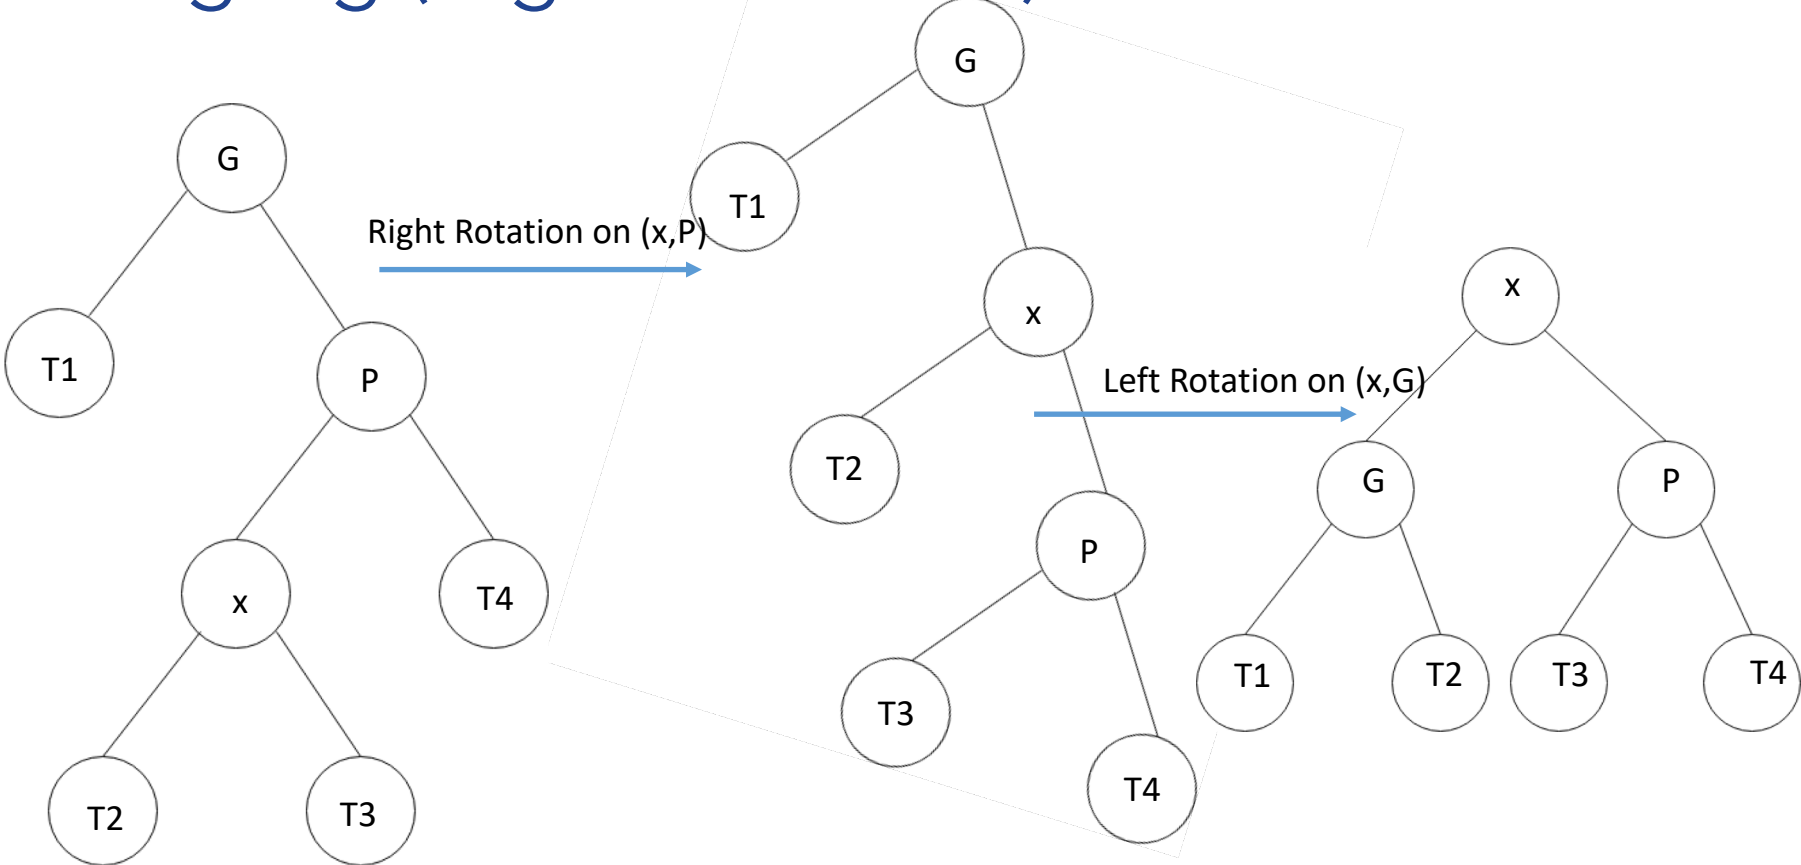 G
T1
P
x
T4
T2
T3
Right Rotation on (x,P)
G
T1
x
T2
P
T3
T4
Left Rotation on (x,G)
x
G
P
T1
T2
T3
T4